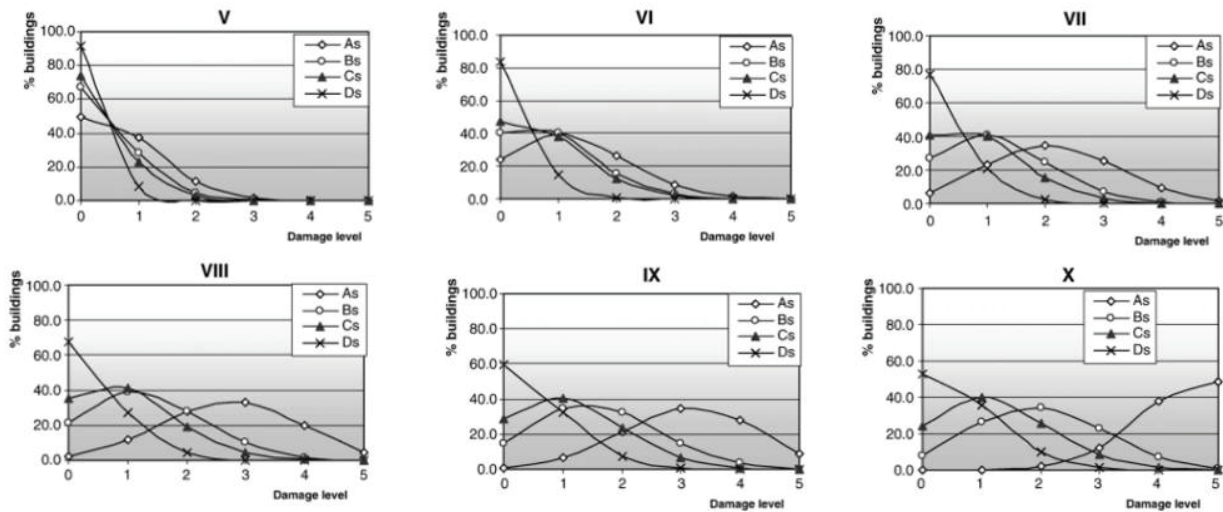 V
% buildings
100.0
80.0
60.0
40.0
20.0
0.0
As
Bs
Cs
Ds
0 1 2 3 4 5
Damage level
VI
% buildings
100.0
80.0
60.0
40.0
20.0
0.0
As
Bs
Cs
Ds
0 1 2 3 4 5
Damage level
VII
% buildings
100.0
80.0
60.0
40.0
20.0
0.0
As
Bs
Cs
Ds
0 1 2 3 4 5
Damage level
VIII
% buildings
100.0
80.0
60.0
40.0
20.0
0.0
As
Bs
Cs
Ds
0 1 2 3 4 5
Damage level
IX
% buildings
100.0
80.0
60.0
40.0
20.0
0.0
As
Bs
Cs
Ds
0 1 2 3 4 5
Damage level
X
% buildings
100.0
80.0
60.0
40.0
20.0
0.0
As
Bs
Cs
Ds
0 1 2 3 4 5
Damage level